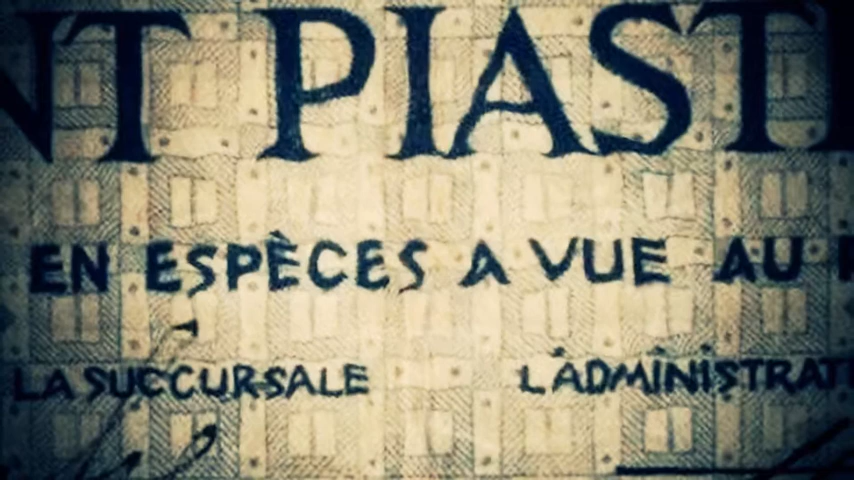 NT PIAST
EN ESPÈCES A VUE AU
LA SUCCURSALE L'ADMINISTRAT